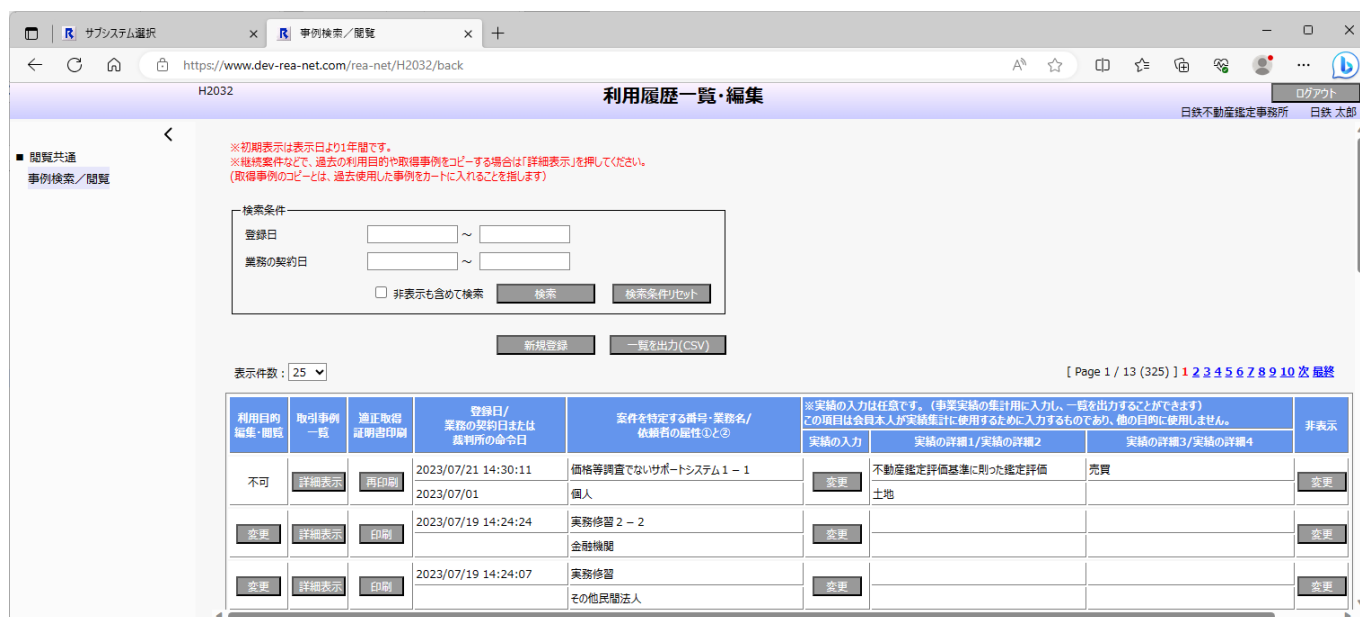 サブシステム選択
事例検索／閲覧
https://www.dev-rea-net.com/rea-net/H2032/back
H2032
利用履歴一覧・編集
ログアウト
日鉄不動産鑑定事務所 日鉄 太郎
■ 閲覧共通
事例検索／閲覧
※初期表示は表示日より1年間です。
※継続案件などで、過去の利用目的や取得事例をコピーする場合は「詳細表示」を押してください。
(取得事例のコピーとは、過去使用した事例をカートに入れることを指します)
検索条件
登録日 ～
業務の契約日 ～
非表示も含めて検索 検索 検索条件リセット
新規登録 一覧を出力(CSV)
表示件数： 25
[ Page 1 / 13 (325) ] 1 2 3 4 5 6 7 8 9 10 次 最終
利用目的
編集・閲覧
取引事例
一覧
適正取得
証明書印刷
登録日/
業務の契約日または
裁判所の命令日
案件を特定する番号・業務名/
依頼者の属性①と②
※実績の入力は任意です。（事業実績の集計用に入力し、一覧を出力することができます）
この項目は会員本人が実績集計に使用するために入力するものであり、他の目的に使用しません。
実績の入力 実績の詳細1/実績の詳細2 実績の詳細3/実績の詳細4
非表示
不可 詳細表示 再印刷 2023/07/21 14:30:11 価格等調査でないサポートシステム１－１ 変更 不動産鑑定評価基準に則った鑑定評価 売買 変更
2023/07/01 個人 土地
変更 詳細表示 印刷 2023/07/19 14:24:24 実務修習２－２ 変更 変更
金融機関
変更 詳細表示 印刷 2023/07/19 14:24:07 実務修習 変更 変更
その他民間法人